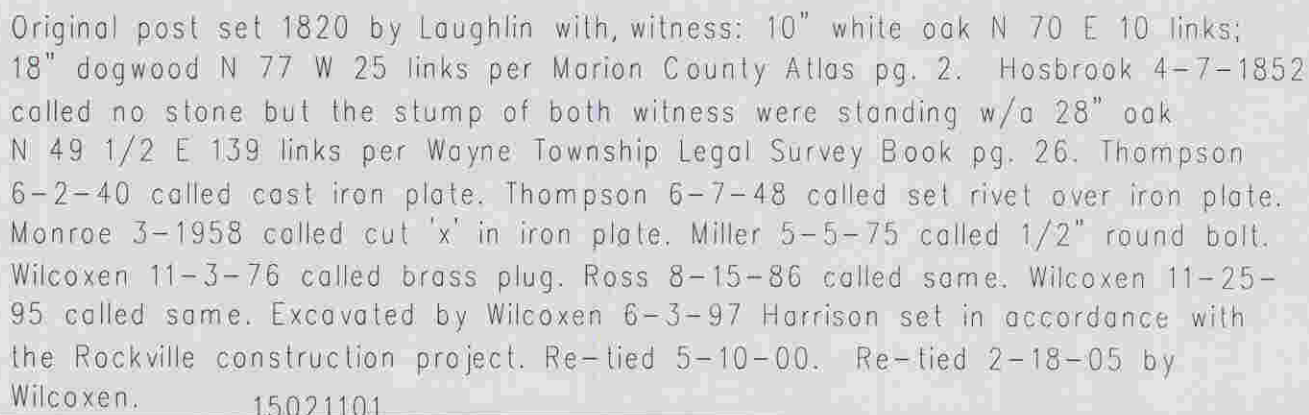 Original post set 1820 by Laughlin with, witness: 10" white oak N 70 E 10 links;
18" dogwood N 77 W 25 links per Marion County Atlas pg. 2. Hosbrook 4-7-1852
called no stone but the stump of both witness were standing w/a 28" oak
N 49 1/2 E 139 links per Wayne Township Legal Survey Book pg. 26. Thompson
6-2-40 called cast iron plate. Thompson 6-7-48 called set rivet over iron plate.
Monroe 3-1958 called cut 'x' in iron plate. Miller 5-5-75 called 1/2" round bolt.
Wilcoxen 11-3-76 called brass plug. Ross 8-15-86 called same. Wilcoxen 11-25-
95 called same. Excavated by Wilcoxen 6-3-97 Harrison set in accordance with
the Rockville construction project. Re-tied 5-10-00. Re-tied 2-18-05 by
Wilcoxen. 15021101